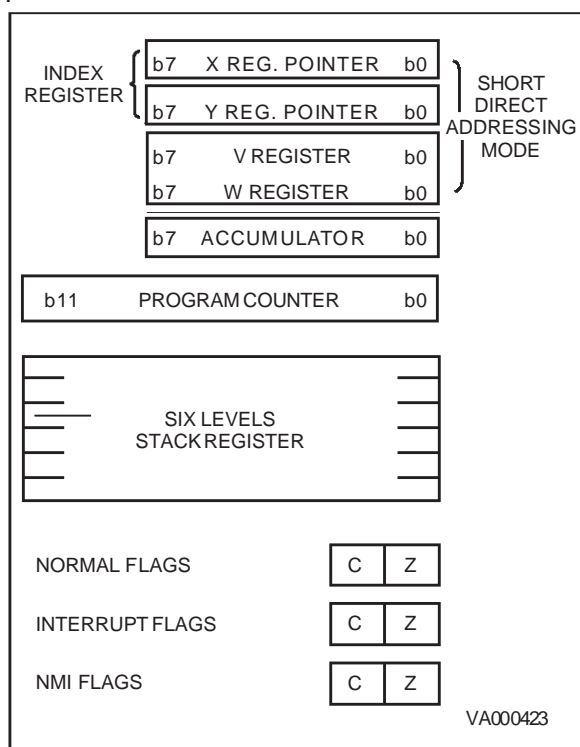 INDEX
REGISTER
b7 X REG. POINTER b0
b7 Y REG. POINTER b0
b7 V REGISTER b0
b7 W REGISTER b0
SHORT
DIRECT
ADDRESSING
MODE
b7 ACCUMULATOR b0
b11 PROGRAM COUNTER b0
SIX LEVELS
STACK REGISTER
NORMAL FLAGS C Z
INTERRUPT FLAGS C Z
NMI FLAGS C Z
VA000423